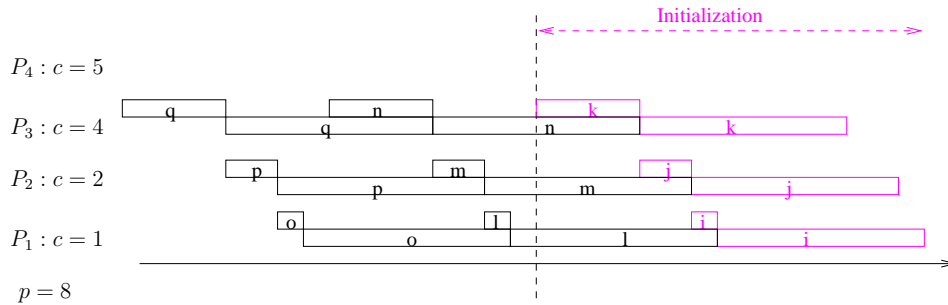 Initialization
P₄ : c = 5
q n k
P₃ : c = 4
q n k
p m j
P₂ : c = 2
p m j
o l i
P₁ : c = 1
o l i
p = 8